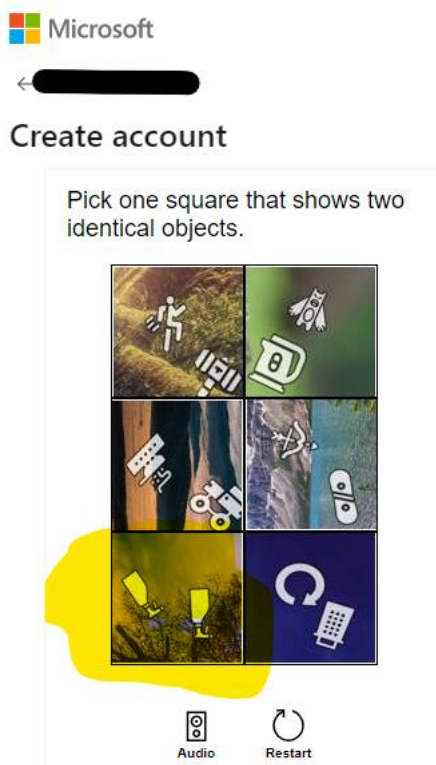 Microsoft
Create account
Pick one square that shows two
identical objects.
Audio
Restart